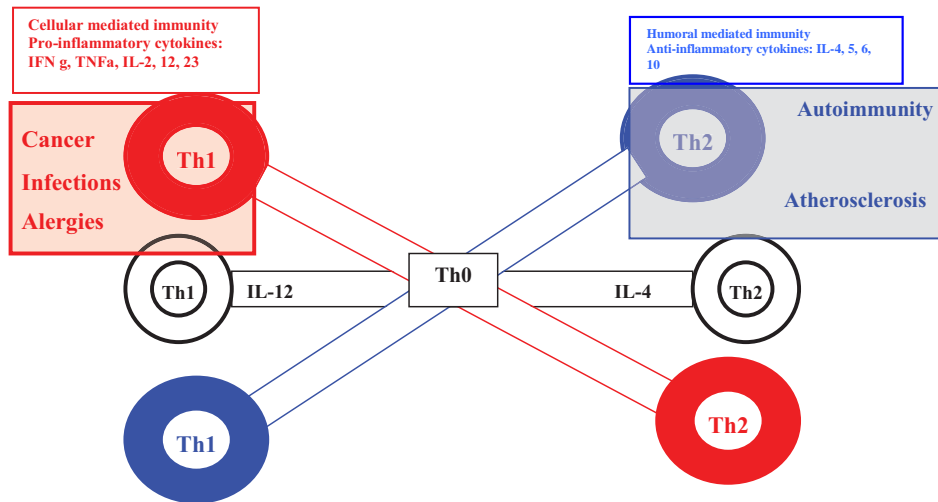 Cellular mediated immunity
Pro-inflammatory cytokines:
IFN g, TNFa, IL-2, 12, 23
Humoral mediated immunity
Anti-inflammatory cytokines: IL-4, 5, 6,
10
Cancer
Infections
Alergies
Th1
Th2
Autoimmunity
Atherosclerosis
Th1
IL-12
Th0
IL-4
Th2
Th1
Th2